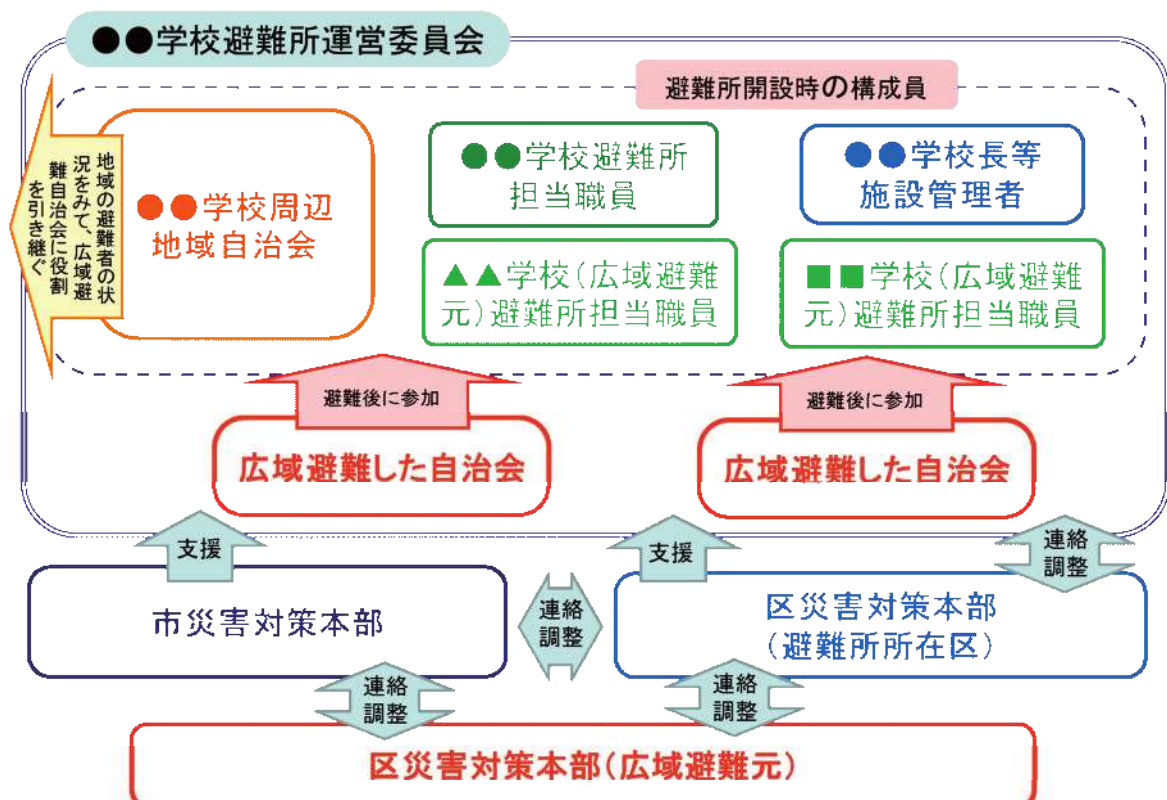 ●●学校避難所運営委員会
避難所開設時の構成員
地域の避難者の状
況をみて、広域避
難自治会に役割
を引き継ぐ
●●学校周辺
地域自治会
●●学校避難所
担当職員
●●学校長等
施設管理者
▲▲学校(広域避難
元)避難所担当職員
■■学校(広域避難
元)避難所担当職員
避難後に参加
避難後に参加
広域避難した自治会
広域避難した自治会
支援
支援
連絡
調整
市災害対策本部
連絡
調整
区災害対策本部
(避難所所在区)
連絡
調整
連絡
調整
区災害対策本部(広域避難元)